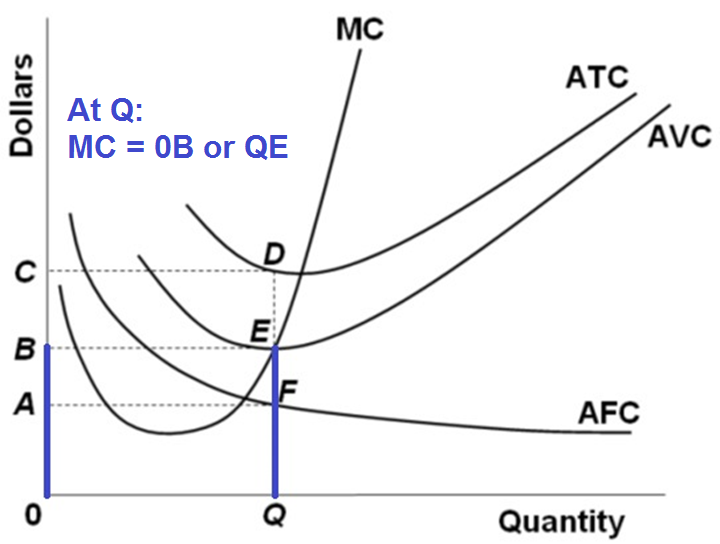 MC
ATC
AVC
Dollars
At Q:
MC = 0B or QE
C
D
B
E
A
F
AFC
0
Q
Quantity